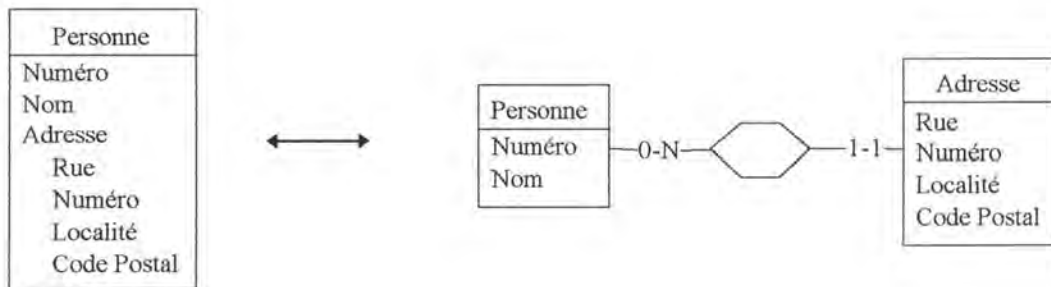 Personne
Numéro
Nom
Adresse
Rue
Numéro
Localité
Code Postal
Personne
Numéro
Nom
0-N
1-1
Adresse
Rue
Numéro
Localité
Code Postal